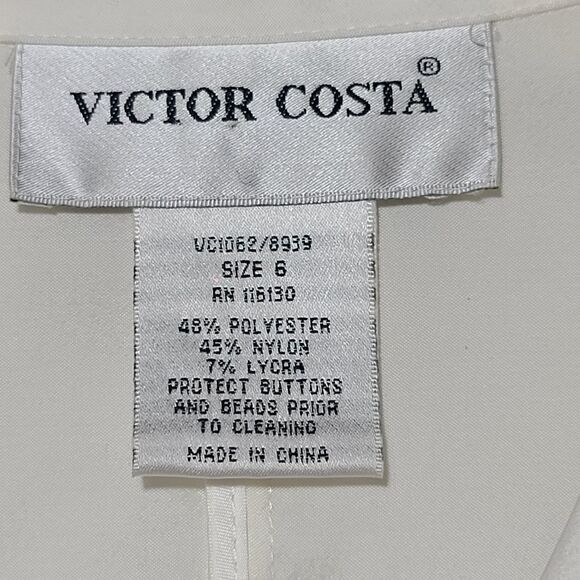 VICTOR COSTA®
VC1062/8939
SIZE 6
RN 116130
48% POLYESTER
45% NYLON
7% LYCRA
PROTECT BUTTONS
AND BEADS PRIOR
TO CLEANING
MADE IN CHINA